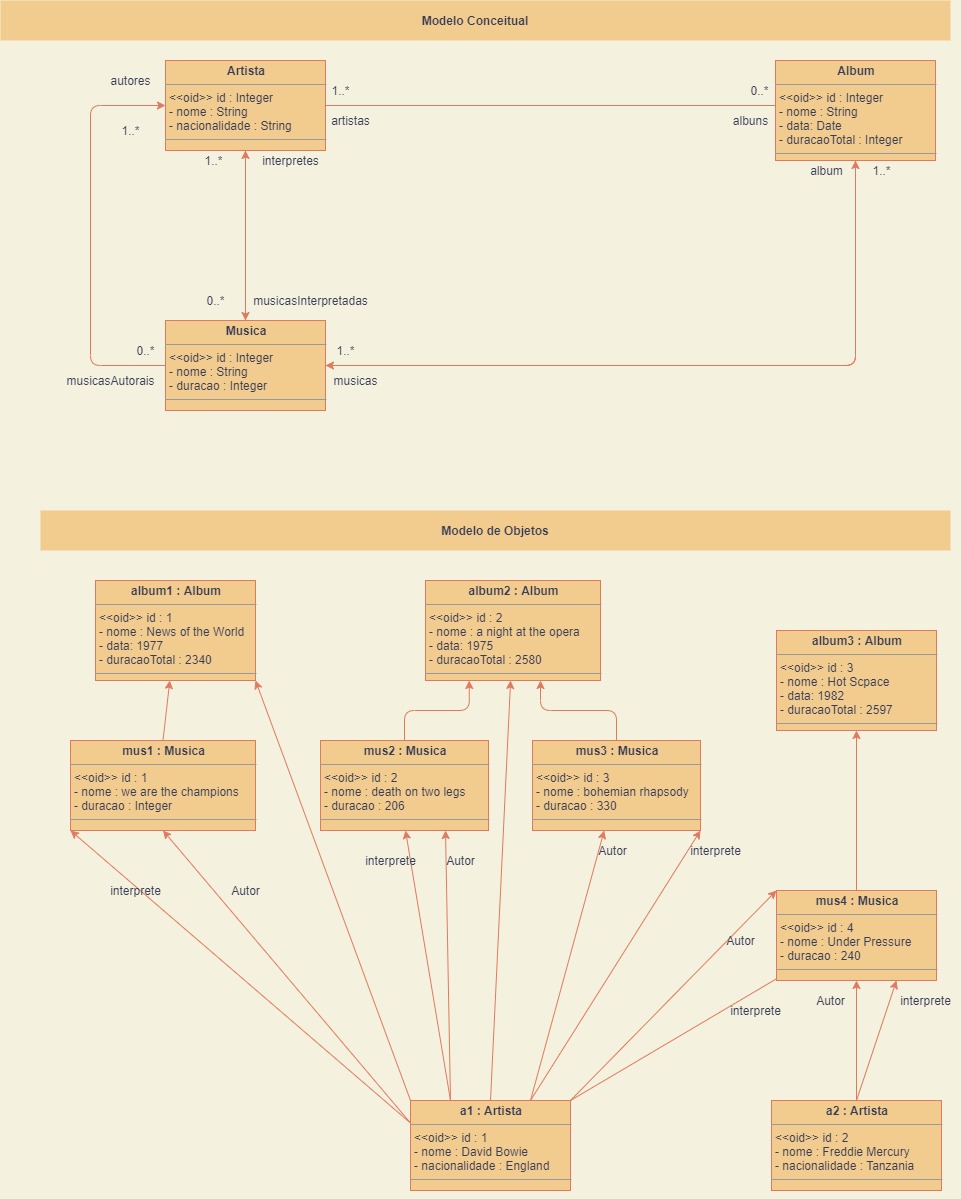 Modelo Conceitual
autores
Artista
<<oid>> id : Integer
- nome : String
- nacionalidade : String
1..*
artistas
0..*
albuns
Album
<<oid>> id : Integer
- nome : String
- data: Date
- duracaoTotal : Integer
1..*
1..*
interpretes
album
1..*
0..*
musicasInterpretadas
Musica
<<oid>> id : Integer
- nome : String
- duracao : Integer
0..*
musicasAutorais
1..*
musicas
Modelo de Objetos
album1 : Album
<<oid>> id : 1
- nome : News of the World
- data: 1977
- duracaoTotal : 2340
album2 : Album
<<oid>> id : 2
- nome : a night at the opera
- data: 1975
- duracaoTotal : 2580
album3 : Album
<<oid>> id : 3
- nome : Hot Scpace
- data: 1982
- duracaoTotal : 2597
mus1 : Musica
<<oid>> id : 1
- nome : we are the champions
- duracao : Integer
mus2 : Musica
<<oid>> id : 2
- nome : death on two legs
- duracao : 206
mus3 : Musica
<<oid>> id : 3
- nome : bohemian rhapsody
- duracao : 330
interprete
Autor
interprete
Autor
Autor
interprete
mus4 : Musica
<<oid>> id : 4
- nome : Under Pressure
- duracao : 240
Autor
interprete
Autor
interprete
a1 : Artista
<<oid>> id : 1
- nome : David Bowie
- nacionalidade : England
a2 : Artista
<<oid>> id : 2
- nome : Freddie Mercury
- nacionalidade : Tanzania